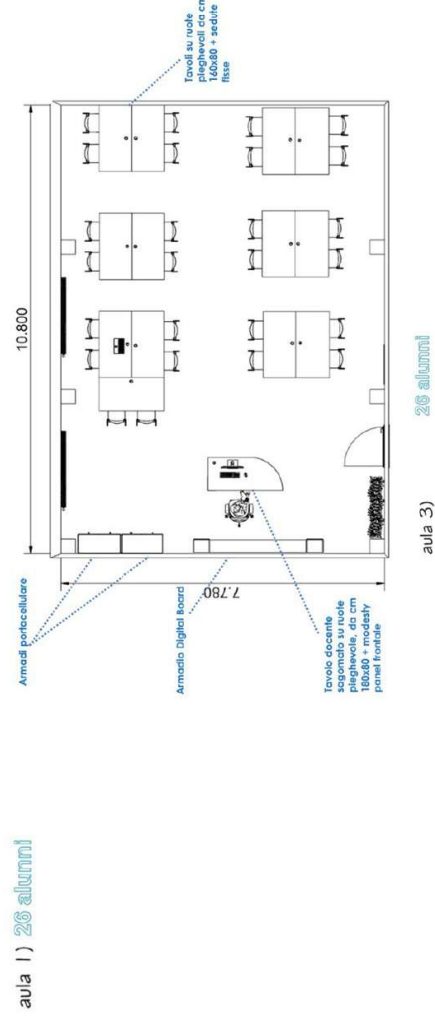 aula 1) 26 alunni
Armadi portacellulare
Armadio Digital Board
Tavolo docente
sagomato su ruote
pieghevole, da cm
180x80 + modesty
panel frontale
10.800
7.780
Tavoli su ruote
pieghevoli da cm
160x80 + sedute
fisse
aula 3)
26 alunni